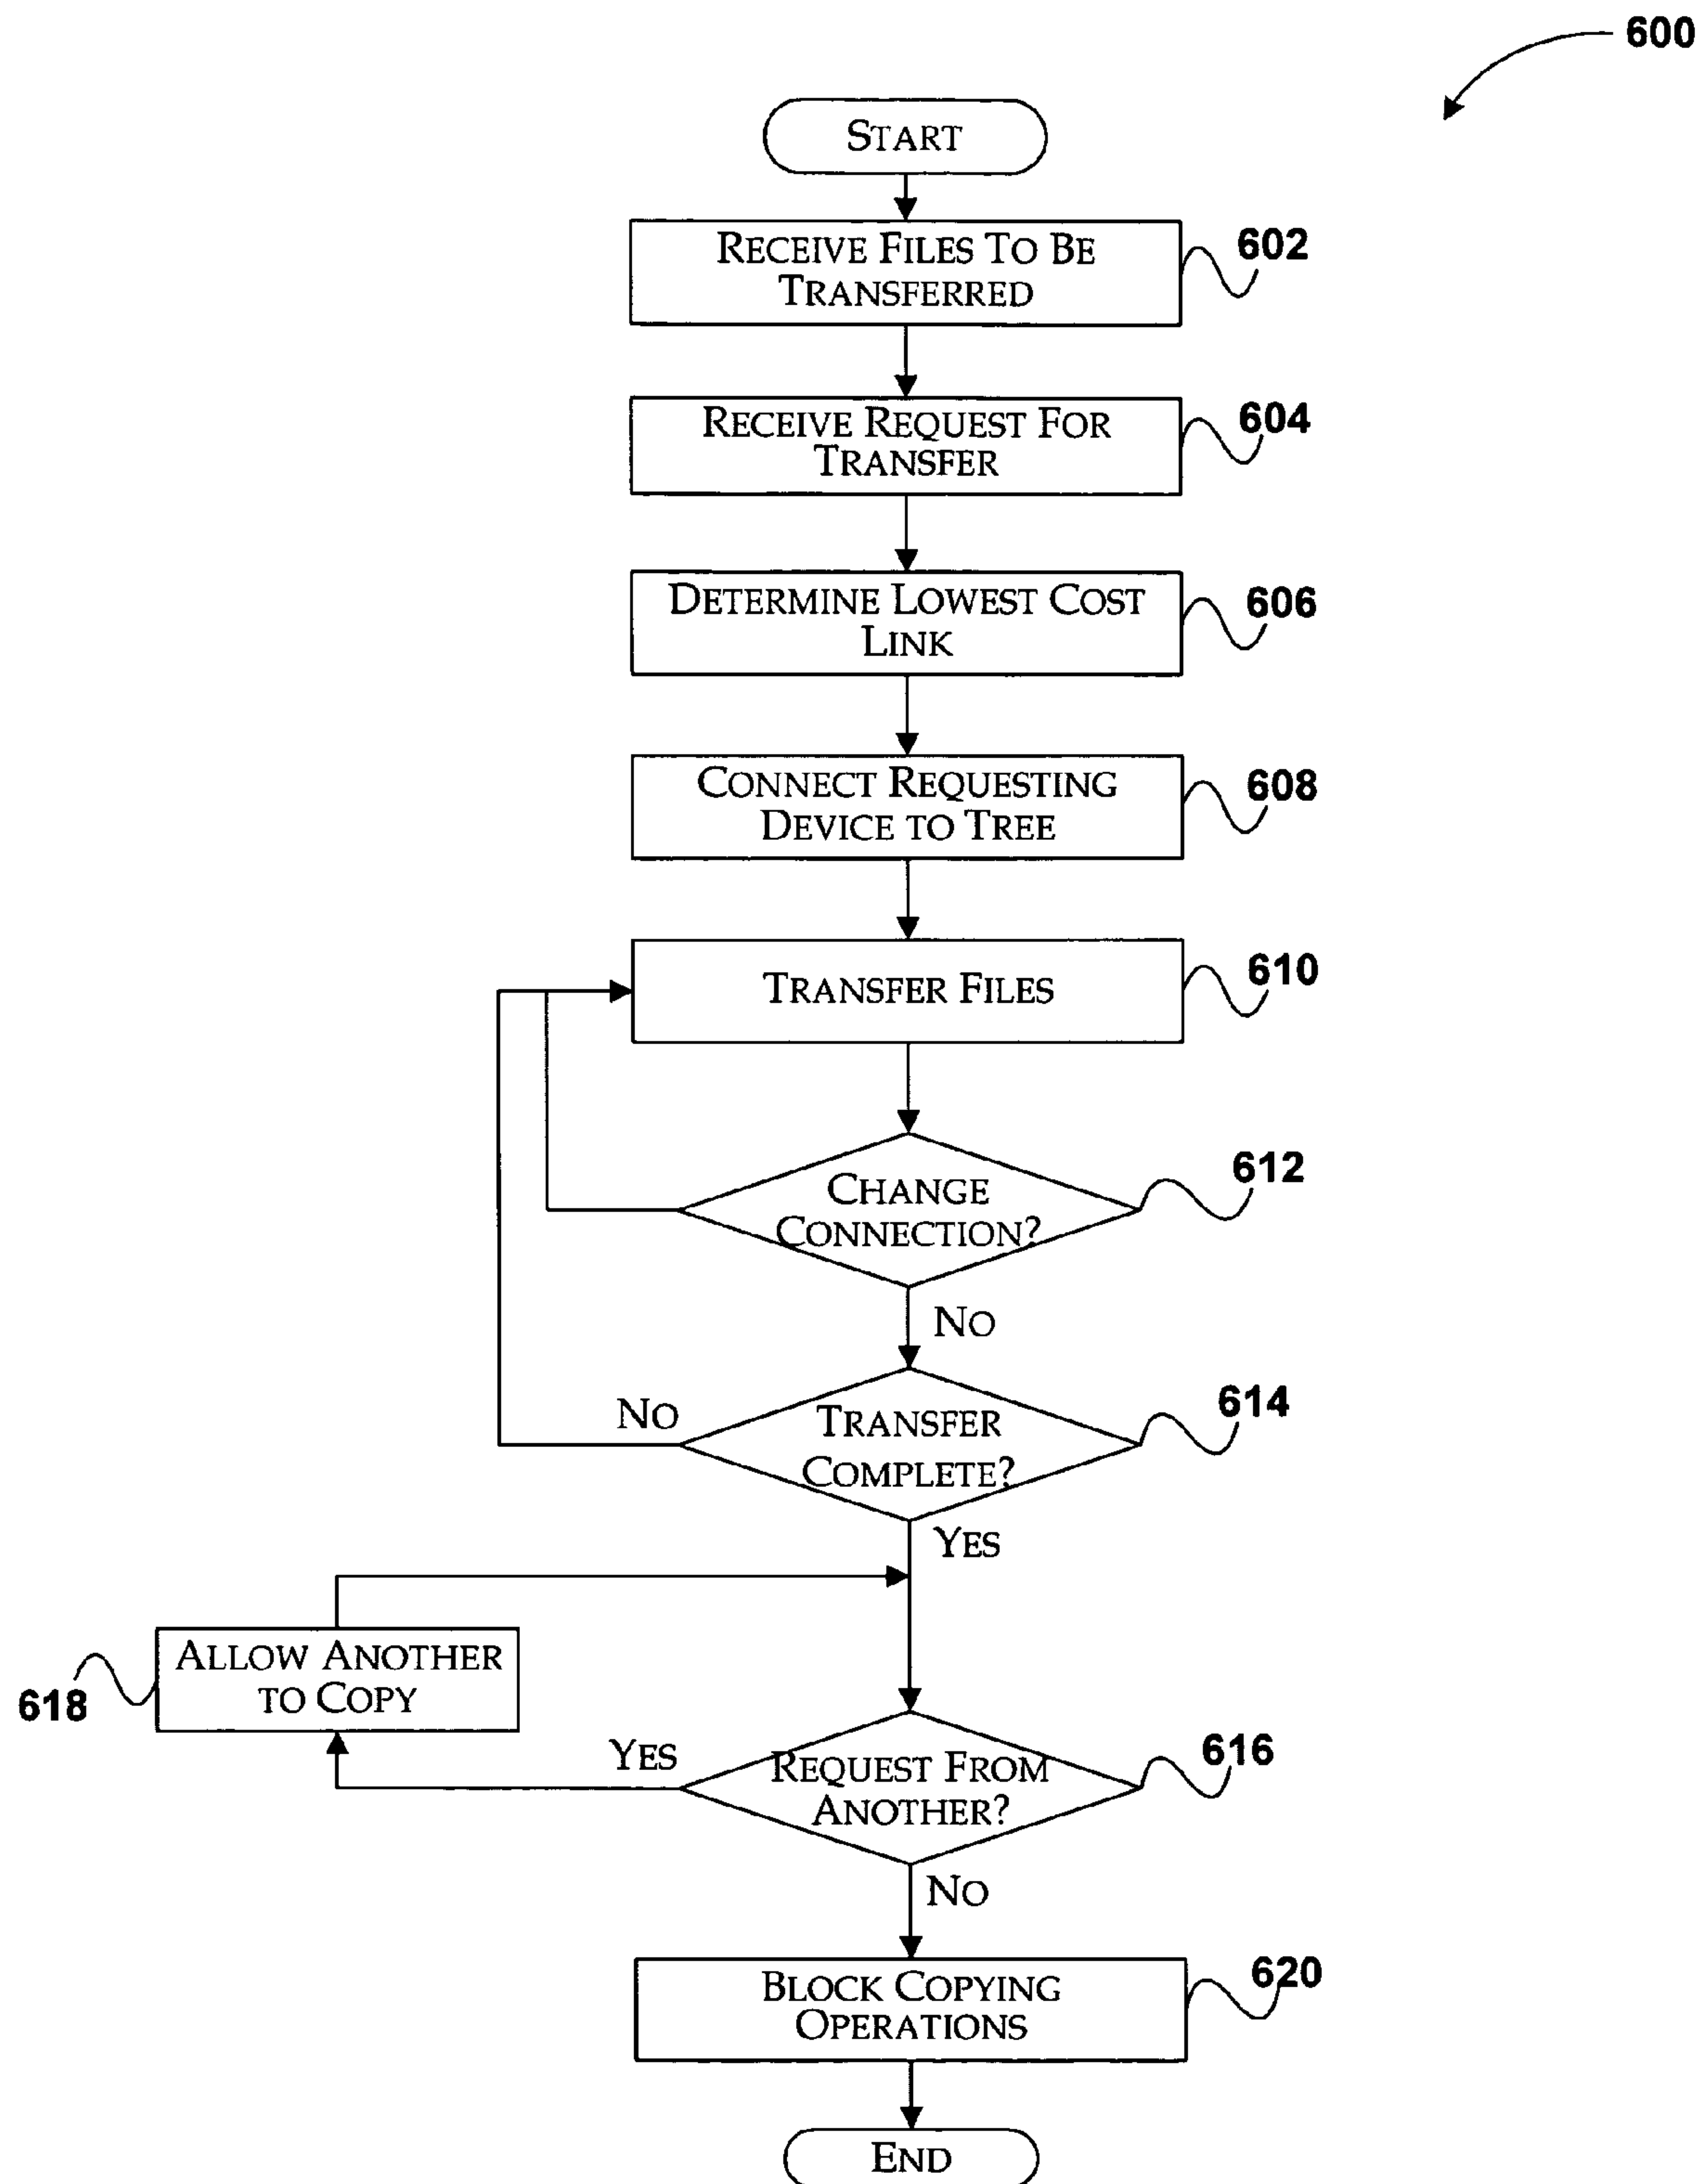 600
START
RECEIVE FILES TO BE
TRANSFERRED
602
RECEIVE REQUEST FOR
TRANSFER
604
DETERMINE LOWEST COST
LINK
606
CONNECT REQUESTING
DEVICE TO TREE
608
TRANSFER FILES
610
CHANGE
CONNECTION?
612
NO
NO
TRANSFER
COMPLETE?
614
YES
ALLOW ANOTHER
TO COPY
618
YES
REQUEST FROM
ANOTHER?
616
NO
BLOCK COPYING
OPERATIONS
620
END